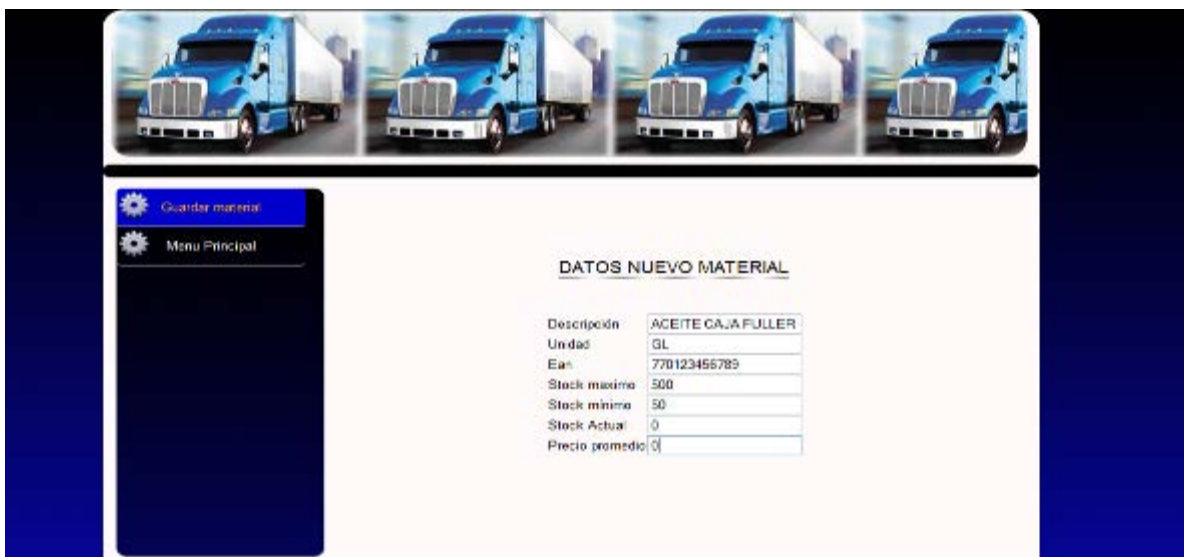 Guardar material
Menu Principal
DATOS NUEVO MATERIAL
Descripción ACEITE CAJA FULLER
Unidad GL
Ean 770123456789
Stock maximo 500
Stock mínimo 50
Stock Actual 0
Precio promedio 0